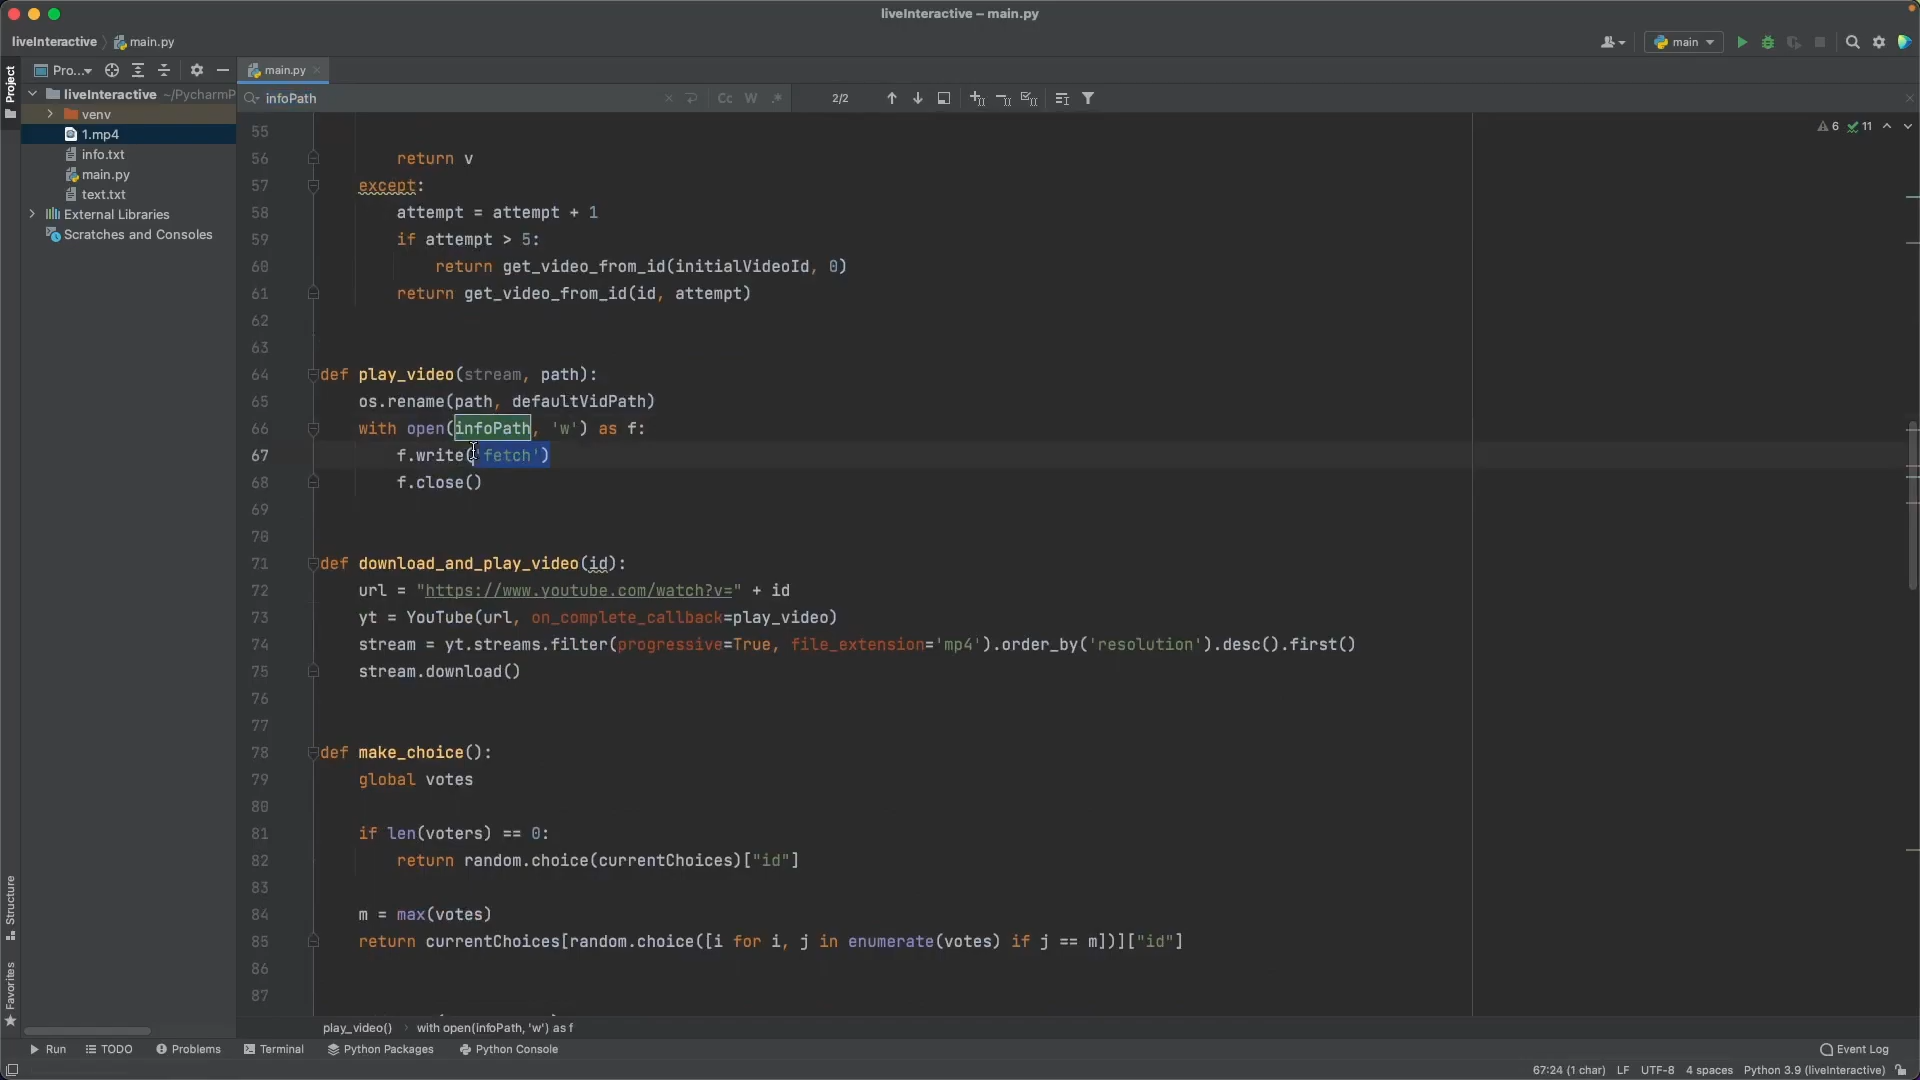 liveInteractive – main.py
liveInteractive
main.py
main
Project
Pro...
main.py
liveInteractive ~/PycharmP
infoPath
Cc
W
.*
2/2
venv
1.mp4
info.txt
main.py
text.txt
External Libraries
Scratches and Consoles
6
11
55
56 return v
57 except:
58 attempt = attempt + 1
59 if attempt > 5:
60 return get_video_from_id(initialVideoId, 0)
61 return get_video_from_id(id, attempt)
62
63
64 def play_video(stream, path):
65 os.rename(path, defaultVidPath)
66 with open(infoPath, 'w') as f:
67 f.write('fetch')
68 f.close()
69
70
71 def download_and_play_video(id):
72 url = "https://www.youtube.com/watch?v=" + id
73 yt = YouTube(url, on_complete_callback=play_video)
74 stream = yt.streams.filter(progressive=True, file_extension='mp4').order_by('resolution').desc().first()
75 stream.download()
76
77
78 def make_choice():
79 global votes
80
81 if len(voters) == 0:
82 return random.choice(currentChoices)["id"]
83
84 m = max(votes)
85 return currentChoices[random.choice([i for i, j in enumerate(votes) if j == m])]["id"]
86
87
Structure
Favorites
play_video()
with open(infoPath, 'w') as f
Run
TODO
Problems
Terminal
Python Packages
Python Console
Event Log
67:24 (1 char)
LF
UTF-8
4 spaces
Python 3.9 (liveInteractive)